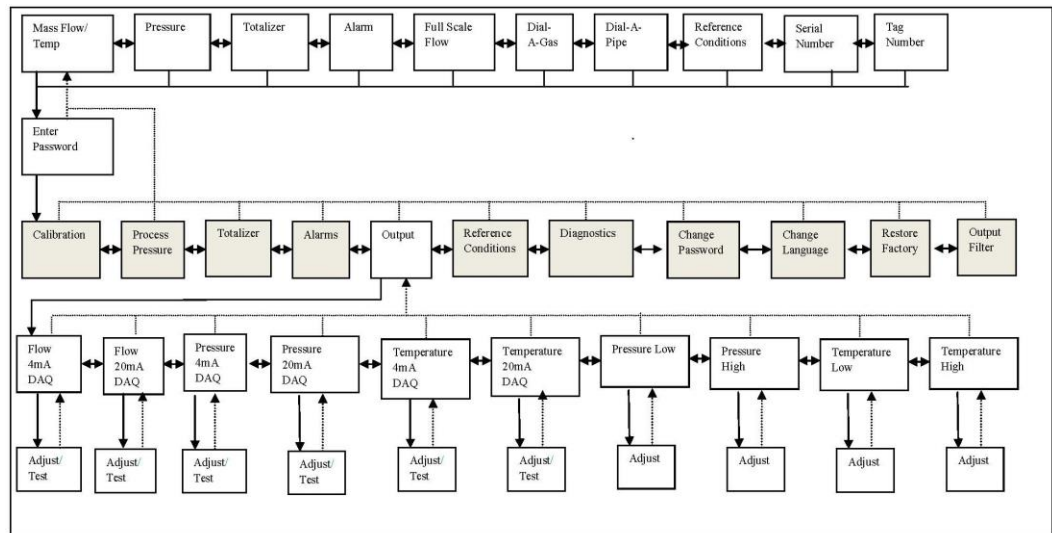 Mass Flow/
Temp
Pressure
Totalizer
Alarm
Full Scale
Flow
Dial-
A-Gas
Dial-A-
Pipe
Reference
Conditions
Serial
Number
Tag
Number
Enter
Password
Calibration
Process
Pressure
Totalizer
Alarms
Output
Reference
Conditions
Diagnostics
Change
Password
Change
Language
Restore
Factory
Output
Filter
Flow
4mA
DAQ
Flow
20mA
DAQ
Pressure
4mA
DAQ
Pressure
20mA
DAQ
Temperature
4mA
DAQ
Temperature
20mA
DAQ
Pressure Low
Pressure
High
Temperature
Low
Temperature
High
Adjust/
Test
Adjust/
Test
Adjust/
Test
Adjust/
Test
Adjust/
Test
Adjust/
Test
Adjust
Adjust
Adjust
Adjust